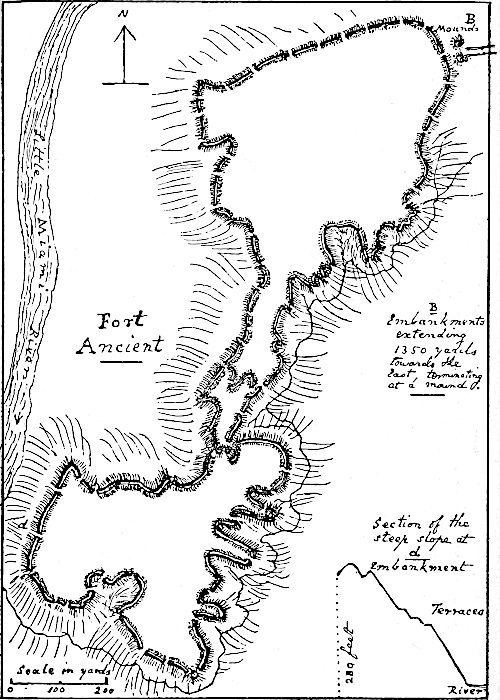 N
B
Mounds
Little Miami River
Fort
Ancient
B
Embankments
extending
1350 yards
towards the
East, terminating
at a mound d.
d
Section of the
steep slope at
d
Embankment
Terraces
230 feet
River
Scale in yards
0 100 200